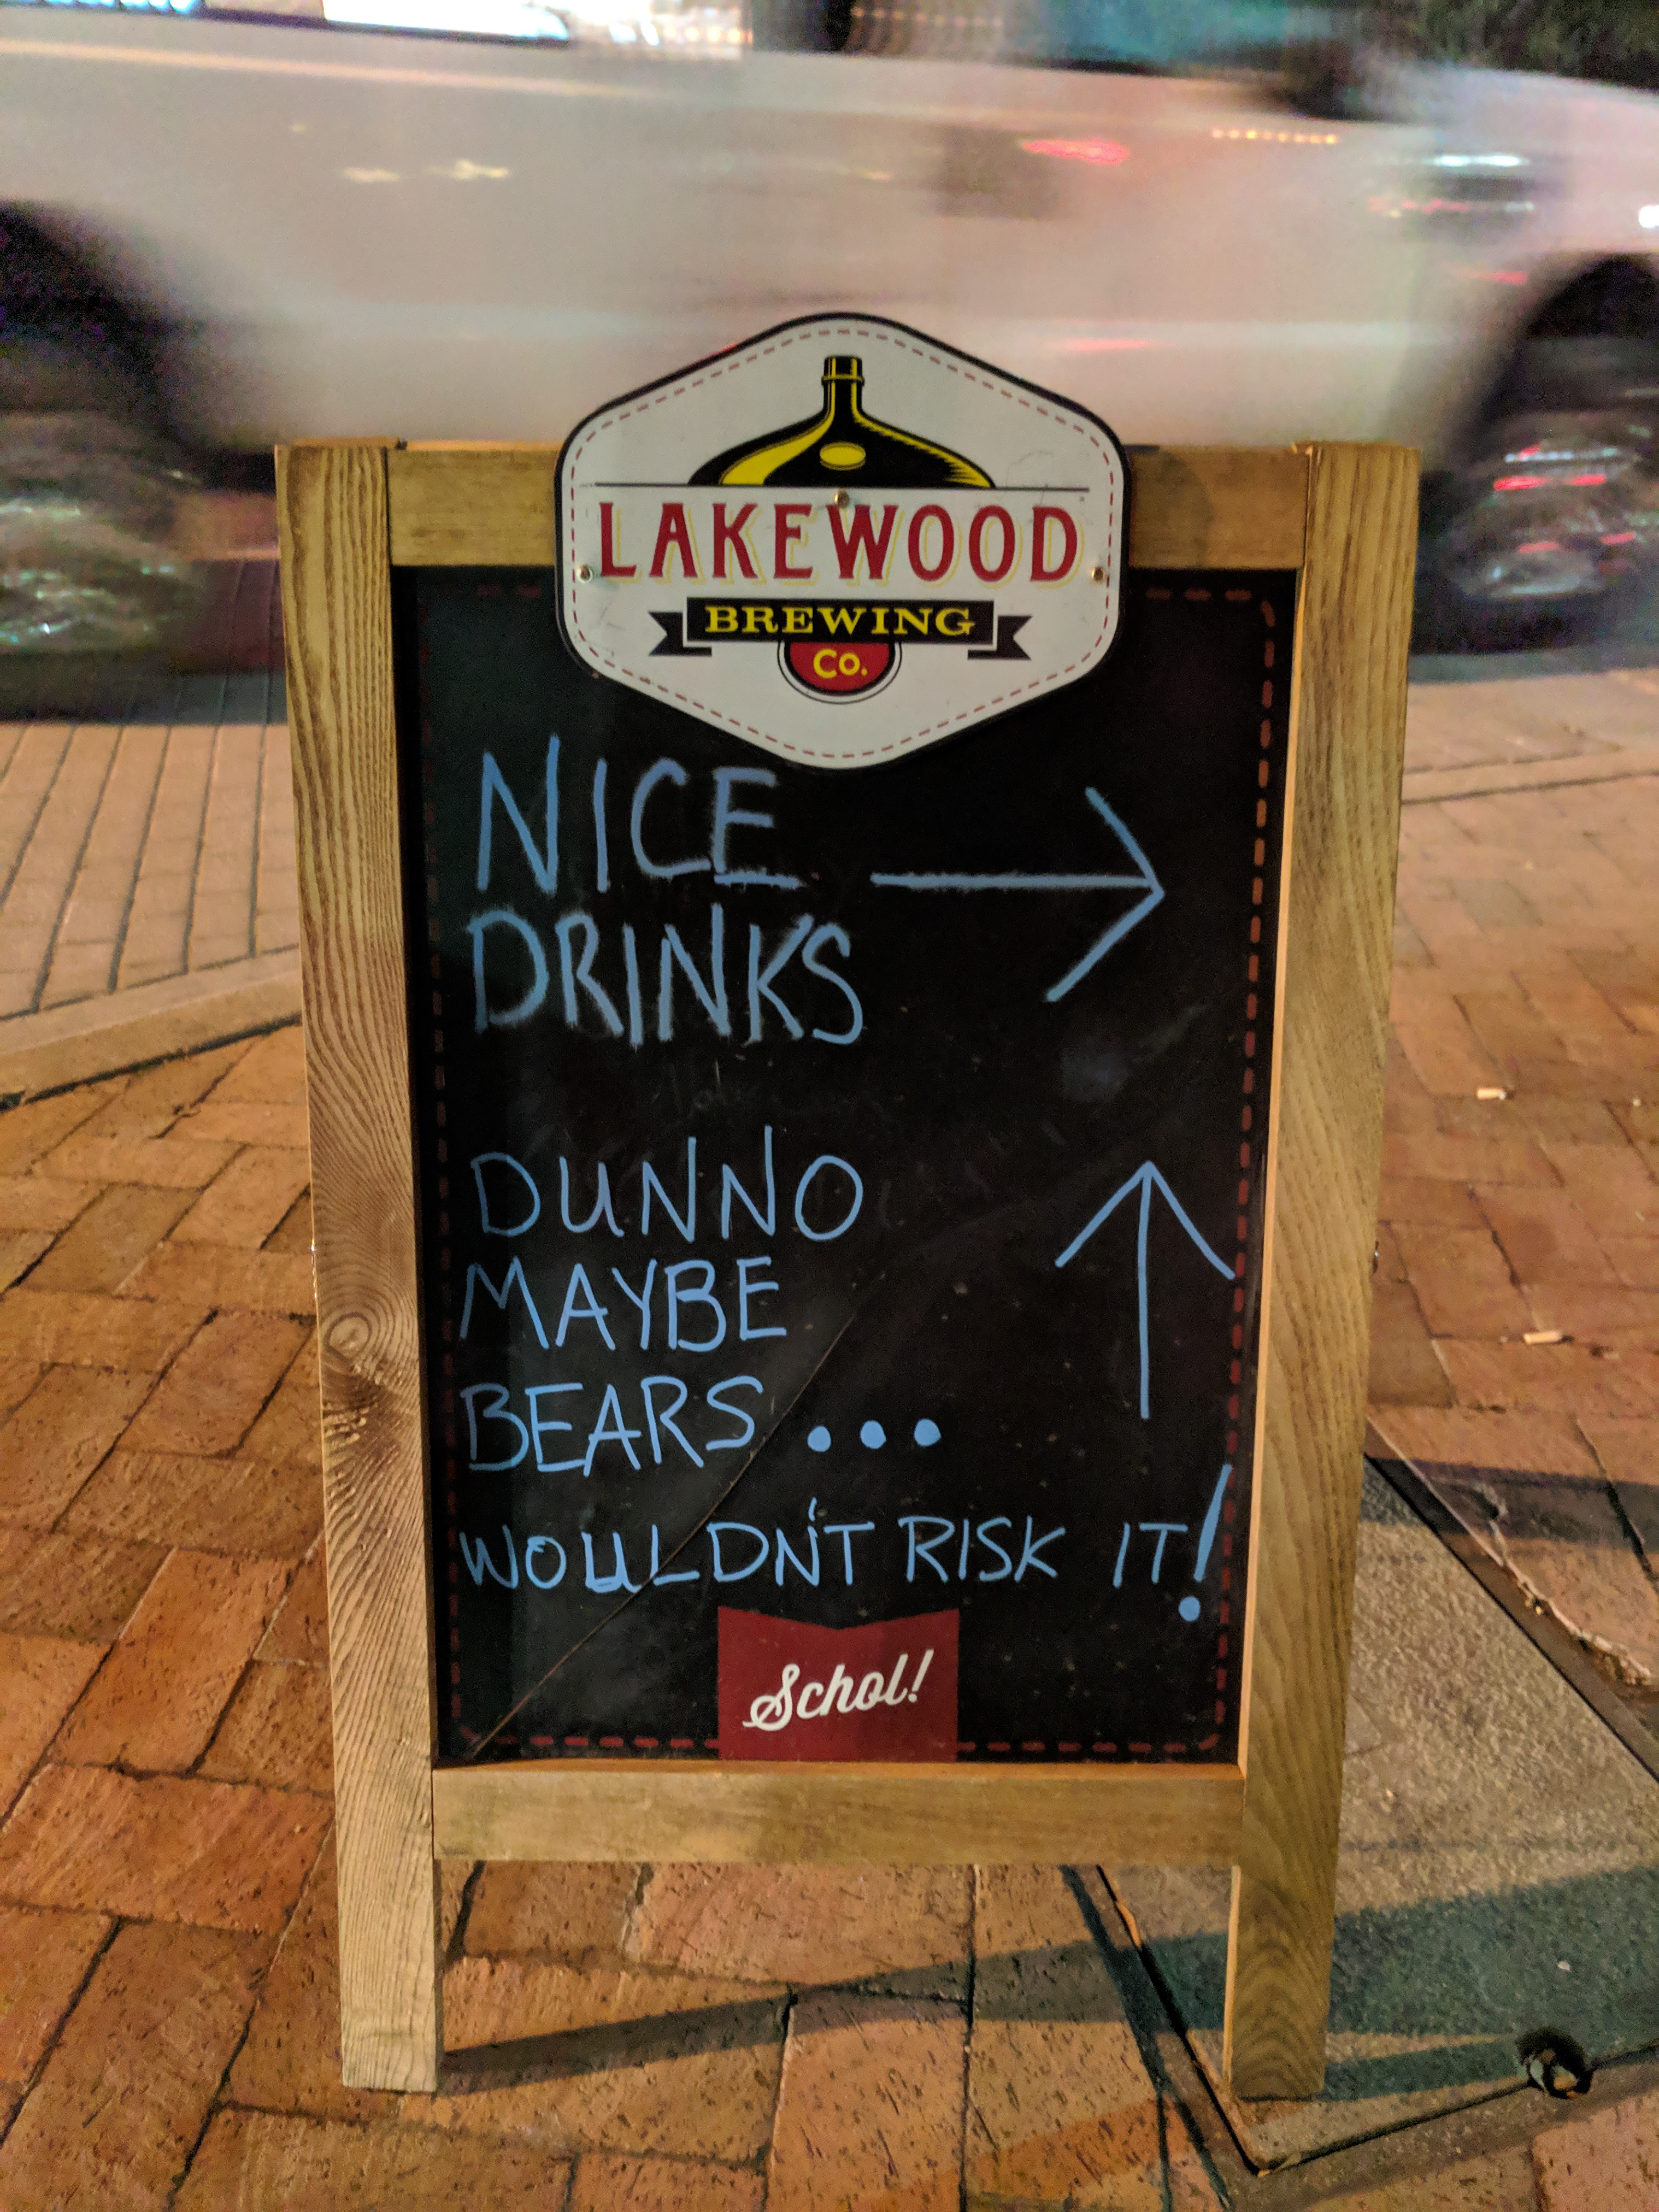 LAKEWOOD
BREWING
Co.
NICE
DRINKS
DUNNO
MAYBE
BEARS...
WOULDN'T RISK IT!
Schol!